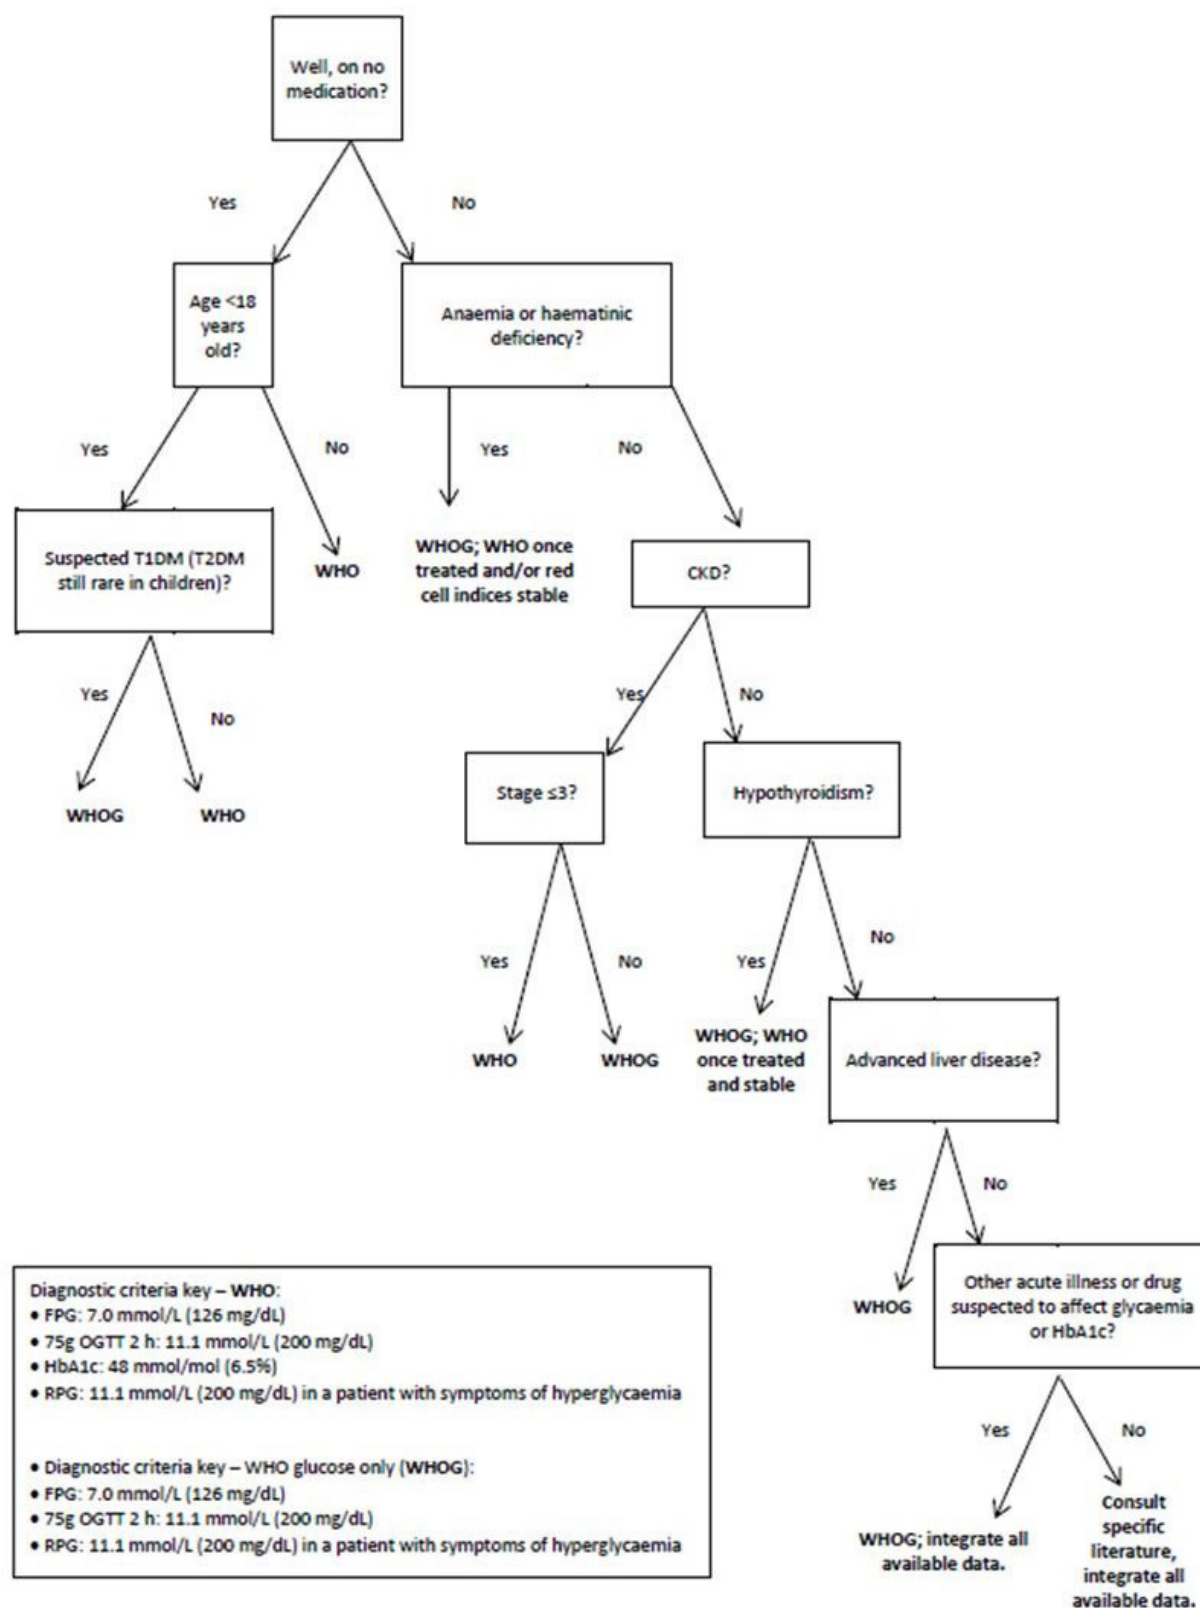 Well, on no
medication?
Yes
No
Age <18
years
old?
Anaemia or haematinic
deficiency?
Yes
No
Yes
No
Suspected T1DM (T2DM
still rare in children)?
WHO
WHOG; WHO once
treated and/or red
cell indices stable
CKD?
Yes
No
Yes
No
WHOG
WHO
Stage ≤3?
Hypothyroidism?
Yes
No
Yes
No
WHO
WHOG
WHOG; WHO
once treated
and stable
Advanced liver disease?
Yes
No
WHOG
Other acute illness or drug
suspected to affect glycaemia
or HbA1c?
Yes
No
WHOG; integrate all
available data.
Consult
specific
literature,
integrate all
available data.
Diagnostic criteria key – WHO:
• FPG: 7.0 mmol/L (126 mg/dL)
• 75g OGTT 2 h: 11.1 mmol/L (200 mg/dL)
• HbA1c: 48 mmol/mol (6.5%)
• RPG: 11.1 mmol/L (200 mg/dL) in a patient with symptoms of hyperglycaemia
• Diagnostic criteria key – WHO glucose only (WHOG):
• FPG: 7.0 mmol/L (126 mg/dL)
• 75g OGTT 2 h: 11.1 mmol/L (200 mg/dL)
• RPG: 11.1 mmol/L (200 mg/dL) in a patient with symptoms of hyperglycaemia